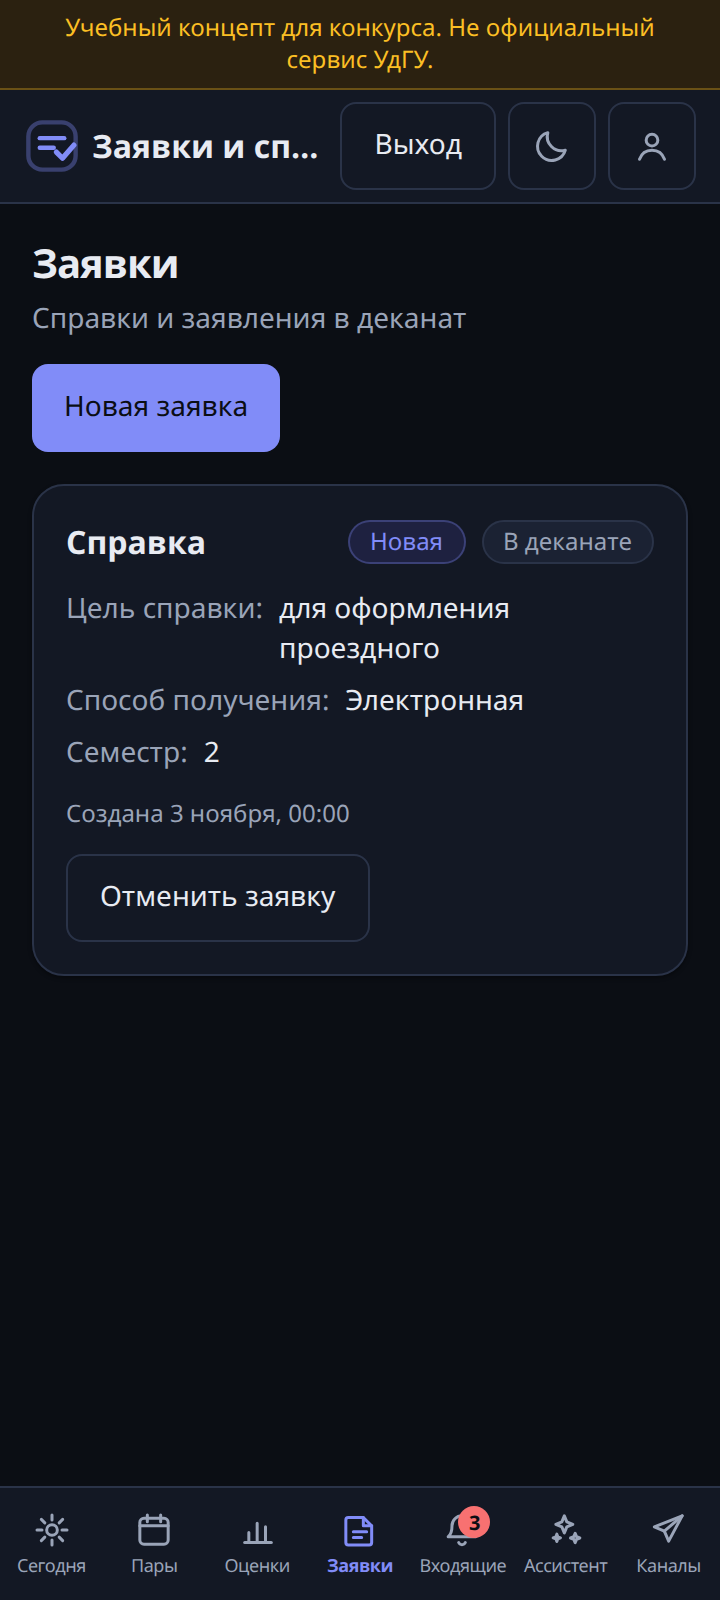 Учебный концепт для конкурса. Не официальный
сервис УдГУ.
Заявки и сп...
Выход
Заявки
Справки и заявления в деканат
Новая заявка
Справка
Новая
В деканате
Цель справки: для оформления
проездного
Способ получения: Электронная
Семестр: 2
Создана 3 ноября, 00:00
Отменить заявку
3
Сегодня
Пары
Оценки
Заявки
Входящие
Ассистент
Каналы